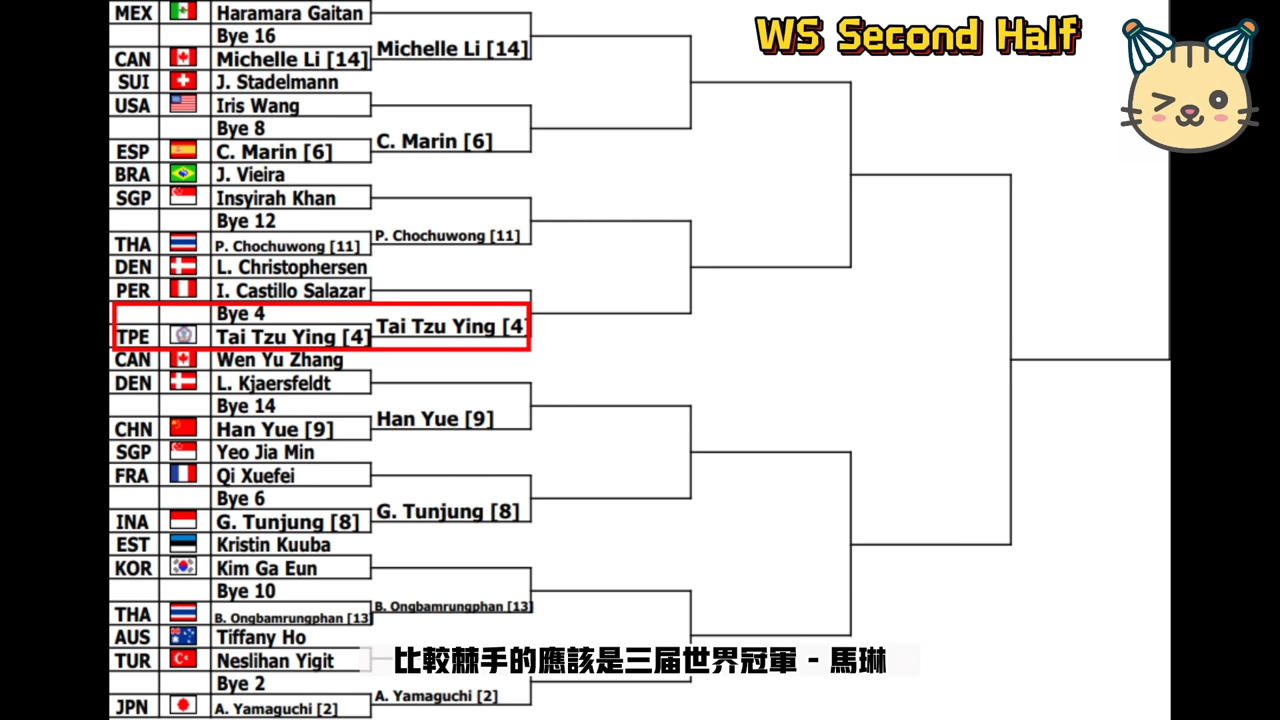 WS Second Half
MEX Haramara Gaitan
Bye 16
CAN Michelle Li [14]
Michelle Li [14]
SUI J. Stadelmann
USA Iris Wang
Bye 8
ESP C. Marin [6]
C. Marin [6]
BRA J. Vieira
SGP Insyirah Khan
Bye 12
THA P. Chochuwong [11]
P. Chochuwong [11]
DEN L. Christophersen
PER I. Castillo Salazar
Bye 4
TPE Tai Tzu Ying [4]
Tai Tzu Ying [4]
CAN Wen Yu Zhang
DEN L. Kjaersfeldt
Bye 14
CHN Han Yue [9]
Han Yue [9]
SGP Yeo Jia Min
FRA Qi Xuefei
Bye 6
INA G. Tunjung [8]
G. Tunjung [8]
EST Kristin Kuuba
KOR Kim Ga Eun
Bye 10
THA B. Ongbamrungphan [13]
B. Ongbamrungphan [13]
AUS Tiffany Ho
TUR Neslihan Yigit
Bye 2
JPN A. Yamaguchi [2]
A. Yamaguchi [2]
比較棘手的應該是三屆世界冠軍 - 馬琳